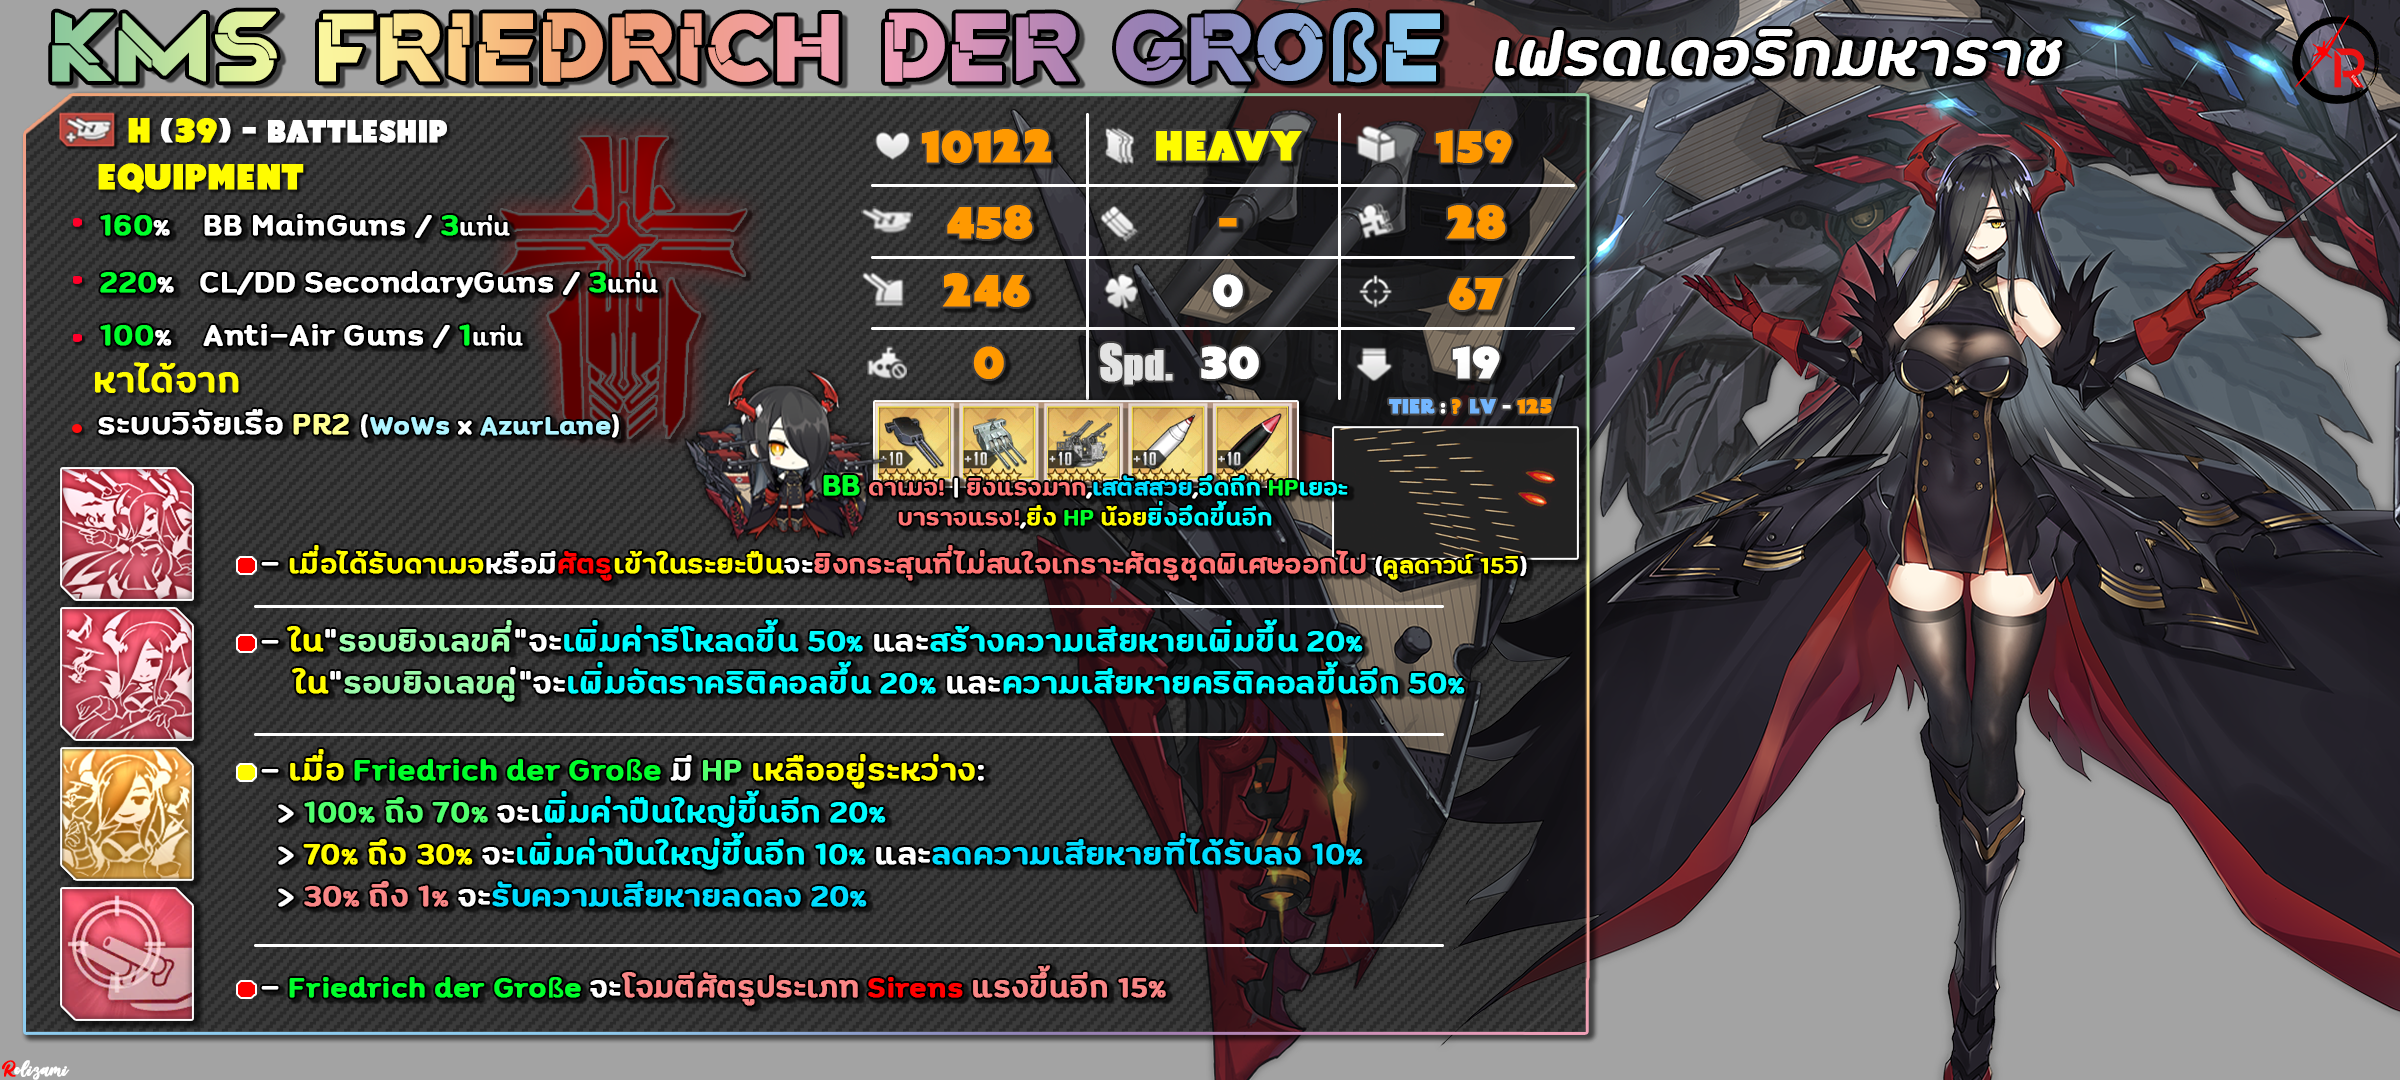 KMS FRIEDRICH DER GROßE เฟรดเดอริกมหาราช
R
H (39) - BATTLESHIP
EQUIPMENT
160% BB MainGuns / 3แท่น
220% CL/DD SecondaryGuns / 3แท่น
100% Anti-Air Guns / 1แท่น
หาได้จาก
ระบบวิจัยเรือ PR2 (WoWs x AzurLane)
10122 HEAVY 159
458 - 28
246 0 67
0 Spd. 30 19
TIER : ? LV - 125
+10 +10 +10 +10 +10
BB ดาเมจ! | ยิงแรงมาก,เสตัสสวย,อึดถึก HPเยอะ
บาราจแรง!,ยิ่ง HP น้อยยิ่งอึดขึ้นอีก
- เมื่อได้รับดาเมจหรือมีศัตรูเข้าในระยะปืนจะยิงกระสุนที่ไม่สนใจเกราะศัตรูชุดพิเศษออกไป (คูลดาวน์ 15วิ)
- ใน"รอบยิงเลขคี่"จะเพิ่มค่ารีโหลดขึ้น 50% และสร้างความเสียหายเพิ่มขึ้น 20%
ใน"รอบยิงเลขคู่"จะเพิ่มอัตราคริติคอลขึ้น 20% และความเสียหายคริติคอลขึ้นอีก 50%
- เมื่อ Friedrich der Große มี HP เหลืออยู่ระหว่าง:
> 100% ถึง 70% จะเพิ่มค่าปืนใหญ่ขึ้นอีก 20%
> 70% ถึง 30% จะเพิ่มค่าปืนใหญ่ขึ้นอีก 10% และลดความเสียหายที่ได้รับลง 10%
> 30% ถึง 1% จะรับความเสียหายลดลง 20%
- Friedrich der Große จะโจมตีศัตรูประเภท Sirens แรงขึ้นอีก 15%
Rolizami